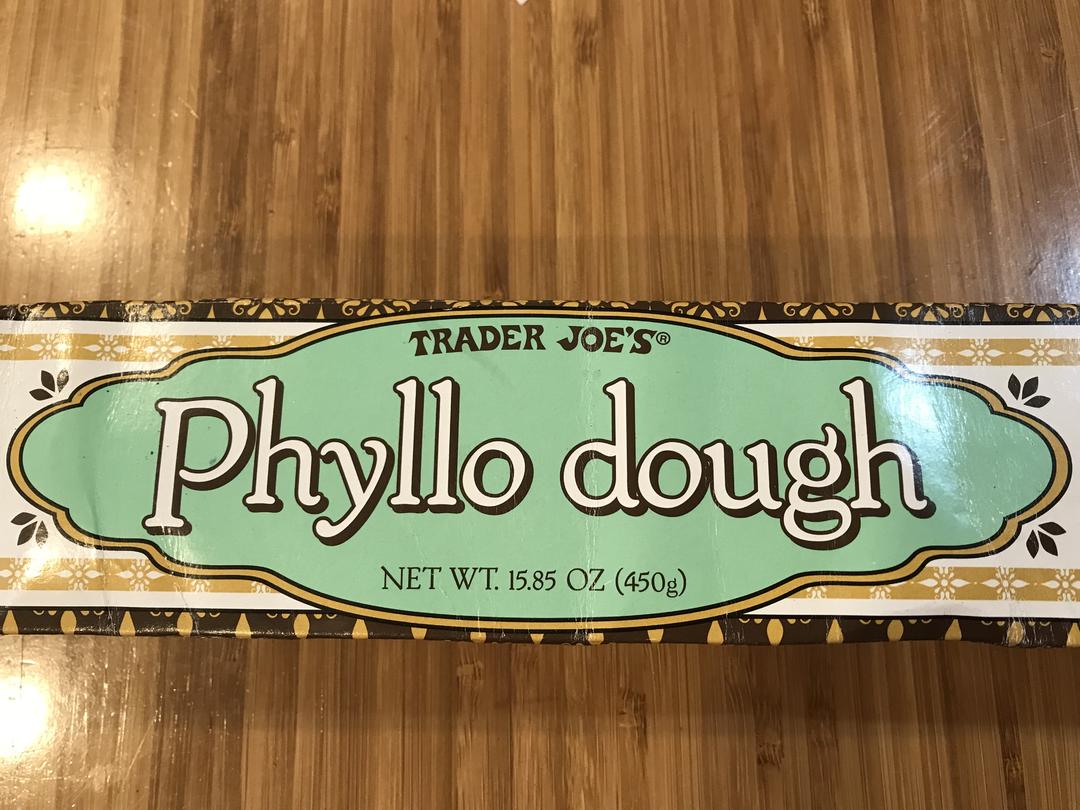 TRADER JOE'S®
Phyllo dough
NET WT. 15.85 OZ (450g)